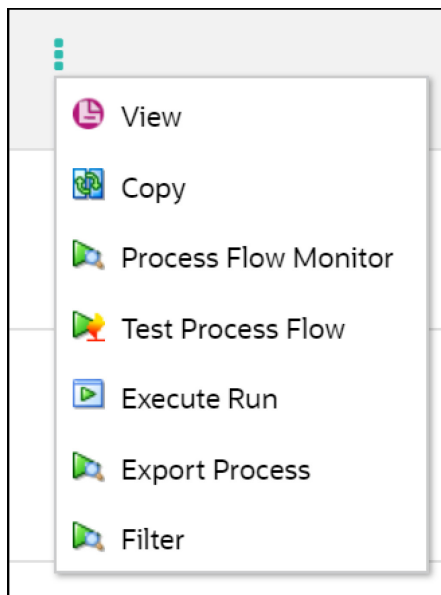 View
Copy
Process Flow Monitor
Test Process Flow
Execute Run
Export Process
Filter